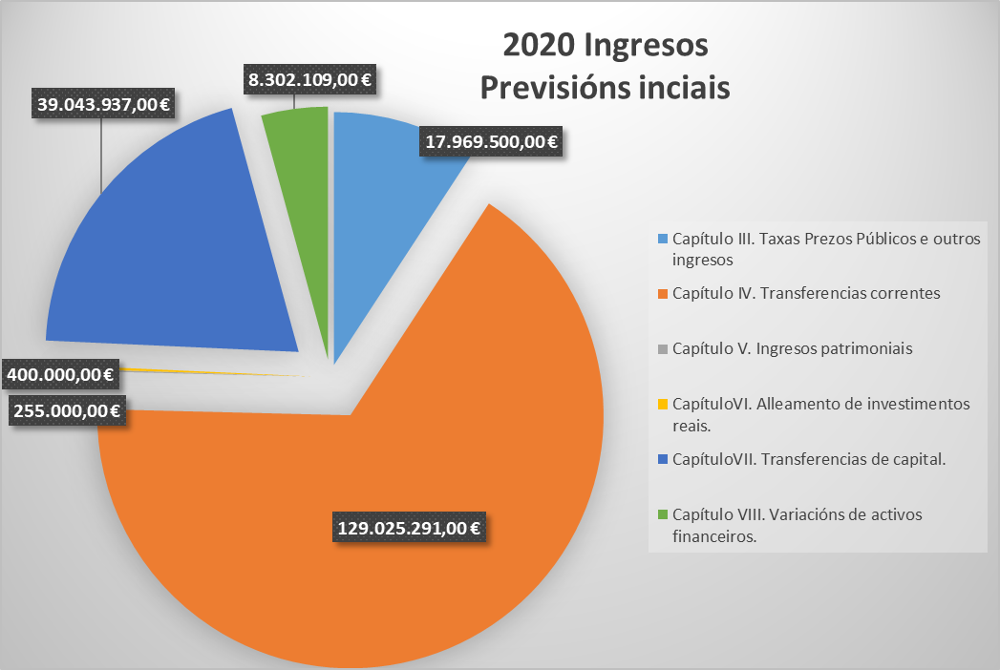 2020 Ingresos
Previsións inciais
8.302.109,00 €
39.043.937,00 €
17.969.500,00 €
400.000,00 €
255.000,00 €
129.025.291,00 €
Capítulo III. Taxas Prezos Públicos e outros
ingresos
Capítulo IV. Transferencias correntes
Capítulo V. Ingresos patrimoniais
CapítuloVI. Alleamento de investimentos
reais.
CapítuloVII. Transferencias de capital.
Capítulo VIII. Variacións de activos
financeiros.